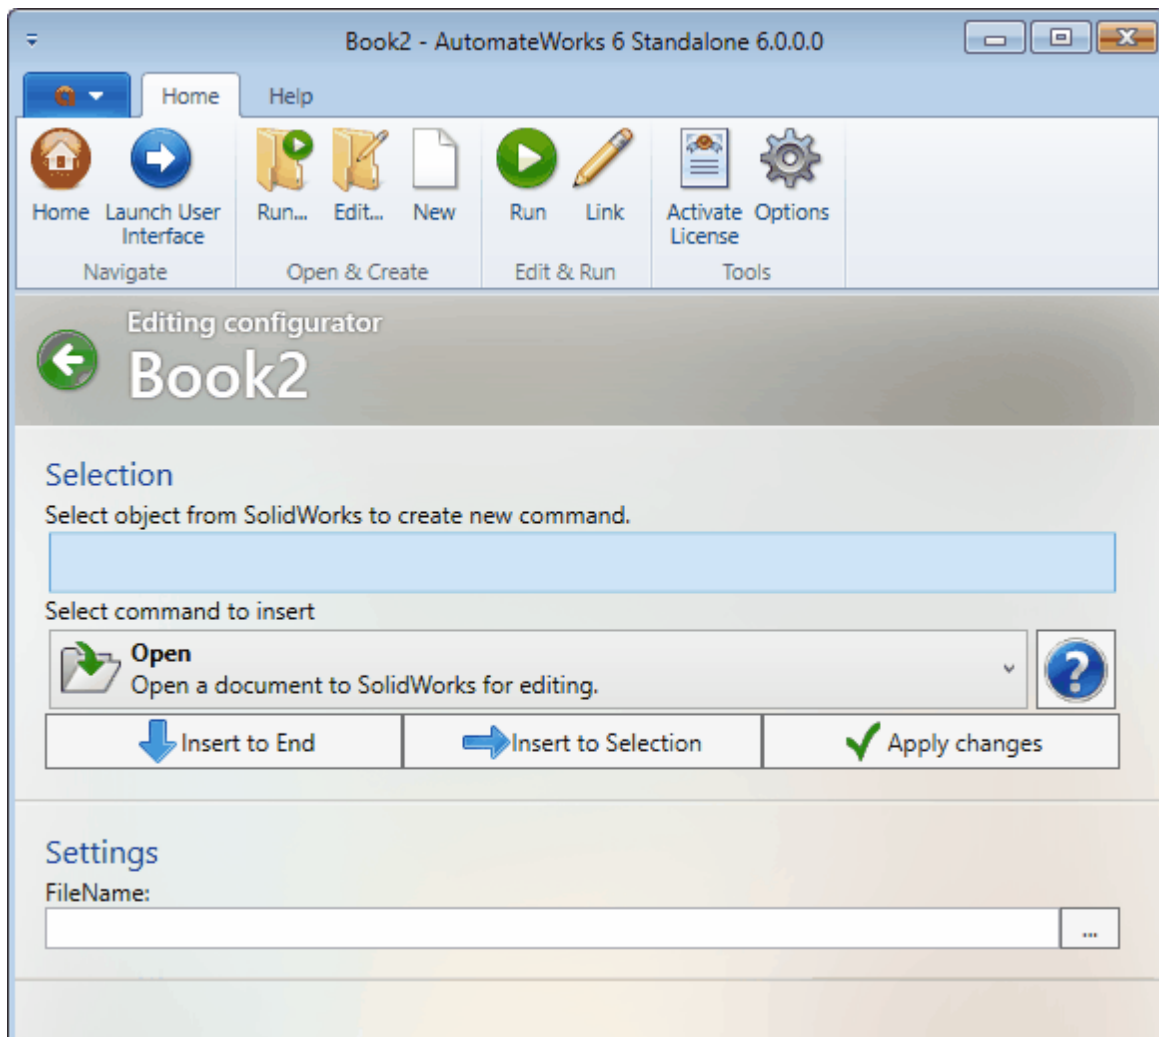 Book2 - AutomateWorks 6 Standalone 6.0.0.0
Home Help
Home Launch User Interface Run... Edit... New Run Link Activate License Options
Navigate Open & Create Edit & Run Tools
Editing configurator
Book2
Selection
Select object from SolidWorks to create new command.
Select command to insert
Open
Open a document to SolidWorks for editing.
Insert to End Insert to Selection Apply changes
Settings
FileName:
...